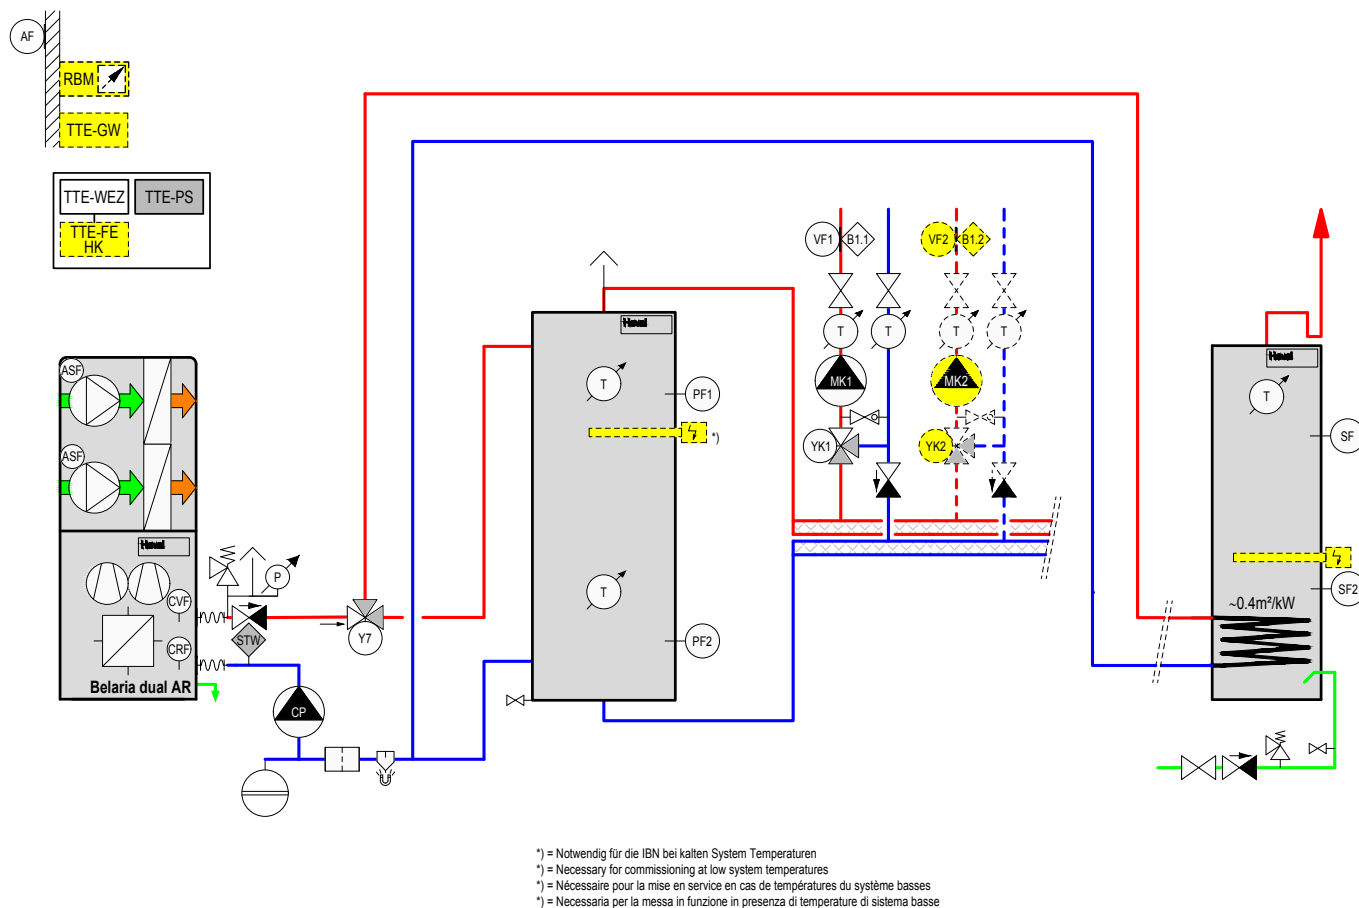 AF
RBM
TTE-GW
TTE-WEZ TTE-PS
TTE-FE
HK
VF1 B1.1 VF2 B1.2
T T T T
MK1 MK2
YK1 YK2
ASF
ASF
Hoval
P
CVF
STW
CRF
Belaria dual AR
Y7
CP
Hoval
T
PF1
*)
T
PF2
Hoval
T
SF
SF2
~0.4m²/kW
*) = Notwendig für die IBN bei kalten System Temperaturen
*) = Necessary for commissioning at low system temperatures
*) = Nécessaire pour la mise en service en cas de températures du système basses
*) = Necessaria per la messa in funzione in presenza di temperature di sistema basse